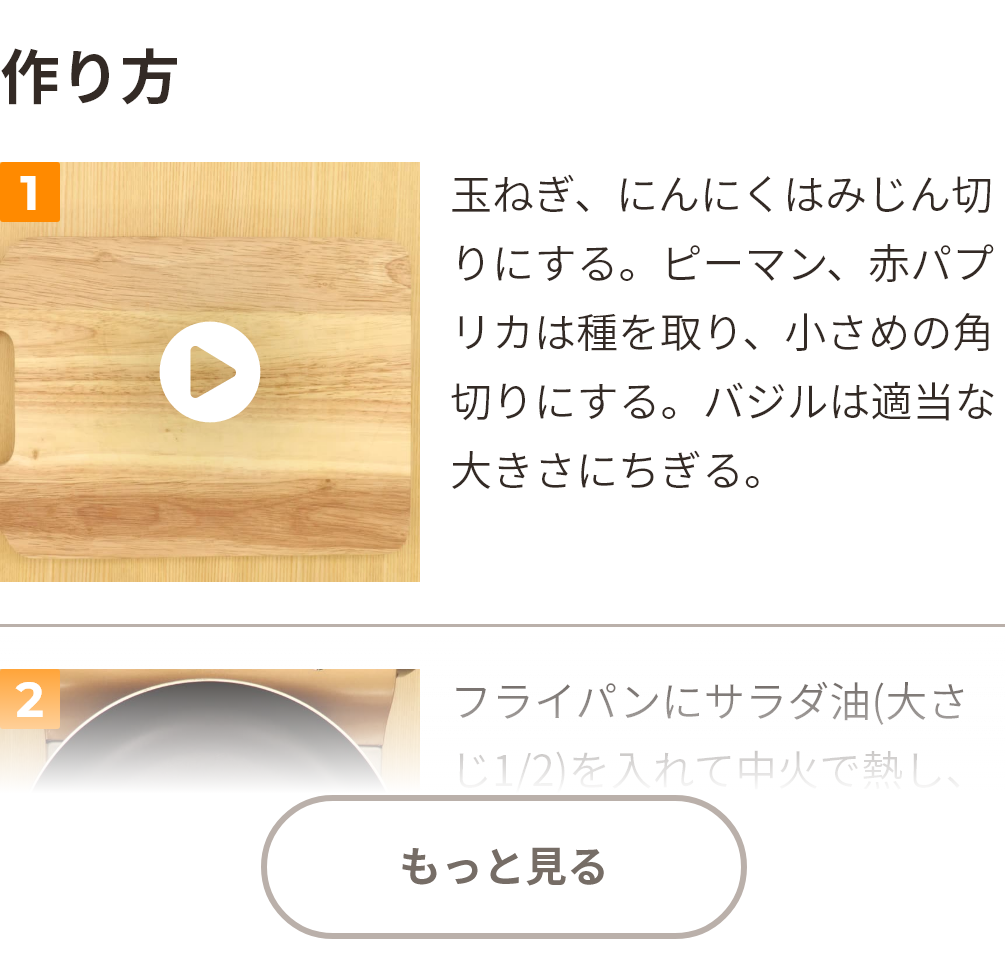 作り方
1
玉ねぎ、にんにくはみじん切
りにする。ピーマン、赤パプ
リカは種を取り、小さめの角
切りにする。バジルは適当な
大きさにちぎる。
2
フライパンにサラダ油(大さ
じ1/2)を入れて中火で熱し、
もっと見る